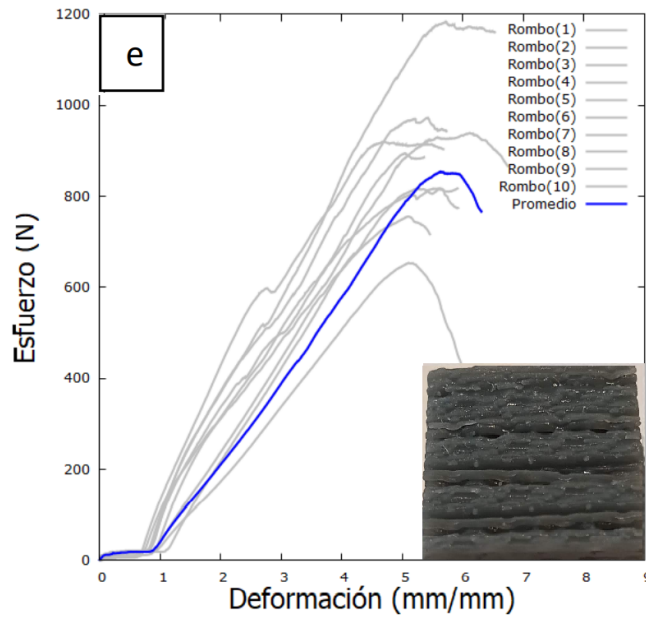 e
Rombo(1)
Rombo(2)
Rombo(3)
Rombo(4)
Rombo(5)
Rombo(6)
Rombo(7)
Rombo(8)
Rombo(9)
Rombo(10)
Promedio
1200
1000
800
600
400
200
0
Esfuerzo (N)
0 1 2 3 4 5 6 7 8 9
Deformación (mm/mm)